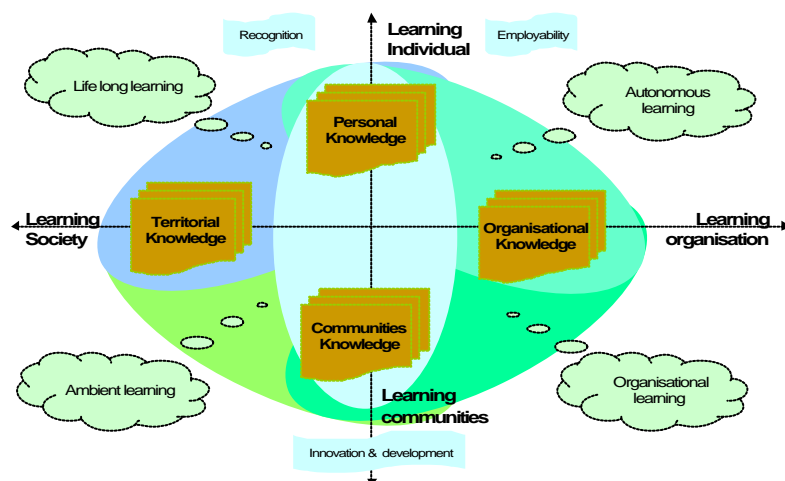 Recognition
Learning
Individual
Employability
Life long learning
Autonomous
learning
Personal
Knowledge
Learning
Society
Territorial
Knowledge
Organisational
Knowledge
Learning
organisation
Communities
Knowledge
Ambient learning
Learning
communities
Organisational
learning
Innovation & development